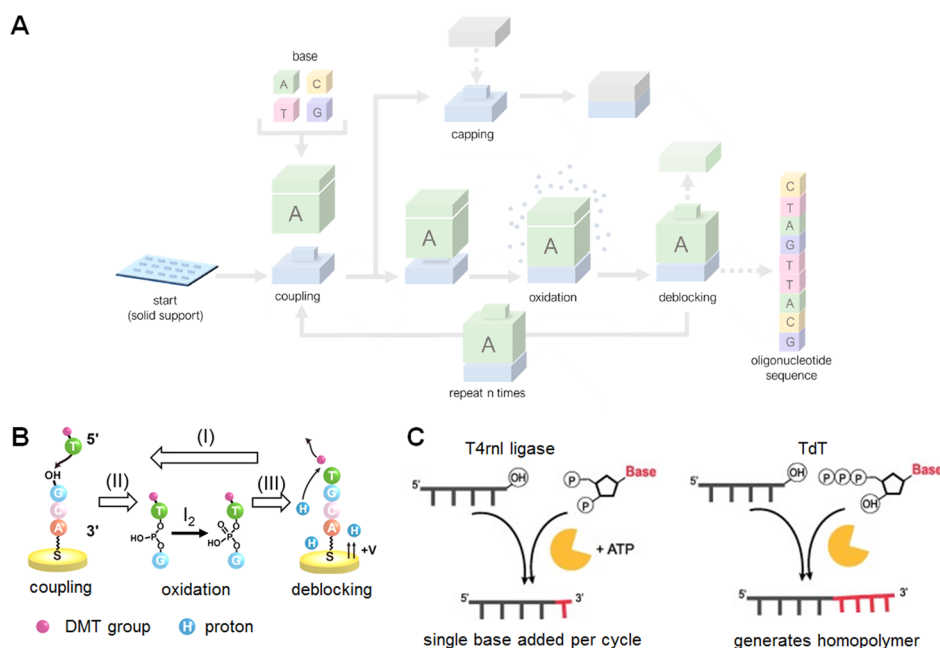 A
base
A C
T G
capping
A
A
A
A
start
(solid support)
coupling
oxidation
deblocking
A
repeat n times
C
T
A
G
T
T
A
C
G
oligonucleotide
sequence
B
T 5'
(I)
OH
G
C
A 3'
S
coupling
(II)
T
O
HO-P
O
G
I2
T
O
O
HO-P
O
G
oxidation
(III)
T
G
H
C
A
H H
S
+V
deblocking
DMT group
H proton
C
T4rnl ligase
5'
OH
P
P
Base
+ ATP
5' 3'
single base added per cycle
TdT
5'
OH
P P P
OH
Base
5' 3'
generates homopolymer